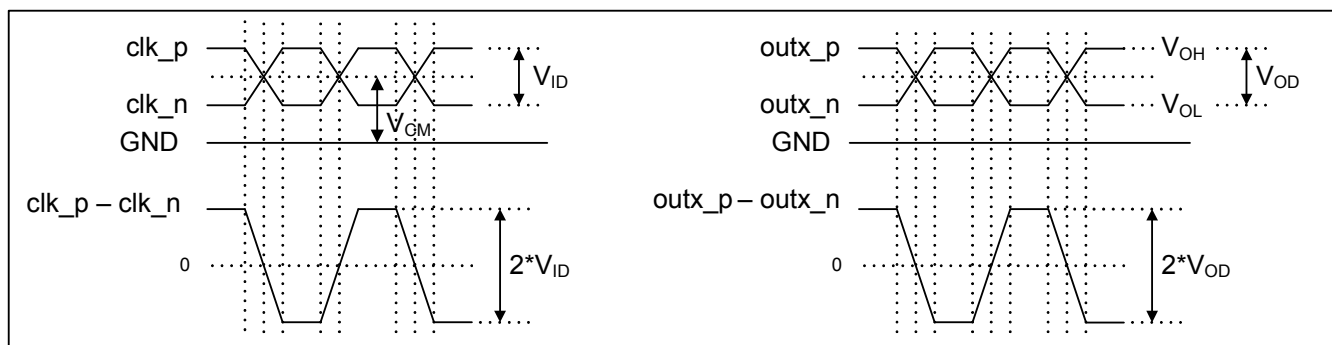 clk_p
V_ID
clk_n
V_CM
GND
clk_p – clk_n
2*V_ID
0
outx_p
V_OH
V_OD
outx_n
V_OL
GND
outx_p – outx_n
2*V_OD
0